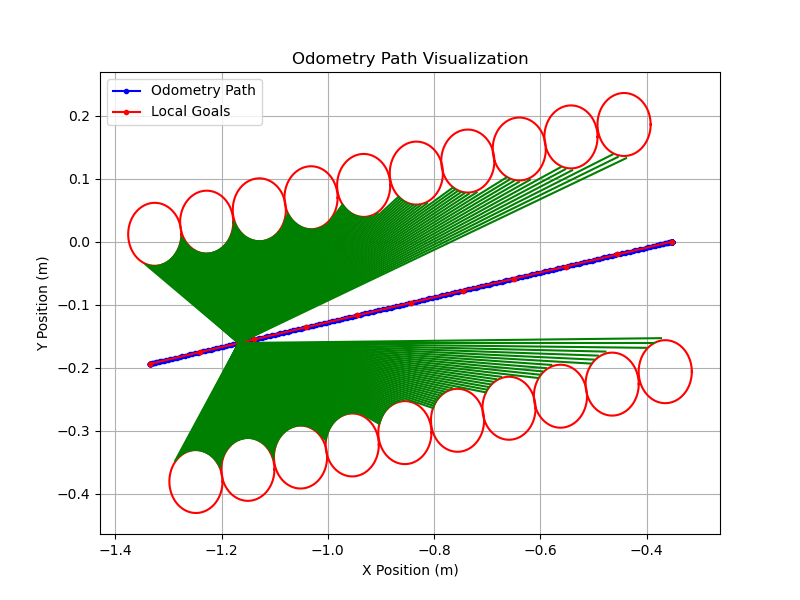 Odometry Path Visualization
Odometry Path
Local Goals
0.2
0.1
0.0
−0.1
−0.2
−0.3
−0.4
Y Position (m)
−1.4 −1.2 −1.0 −0.8 −0.6 −0.4
X Position (m)